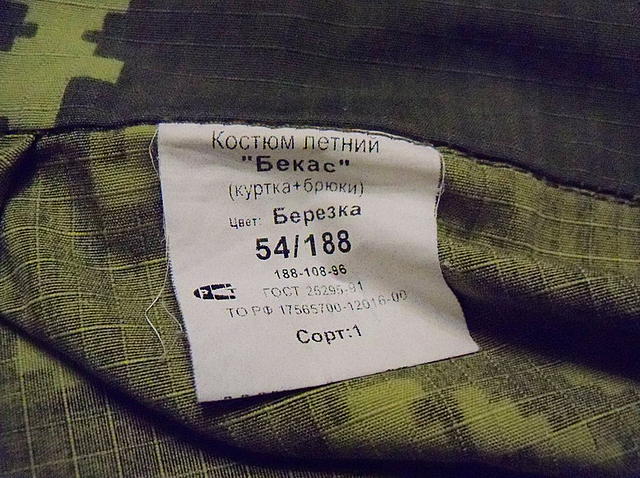 Костюм летний
"Бекас"
(куртка+брюки)
Цвет: Березка
54/188
188-108-96
ГОСТ 25295-91
ТО РФ 17565700-12016-00
Сорт:1